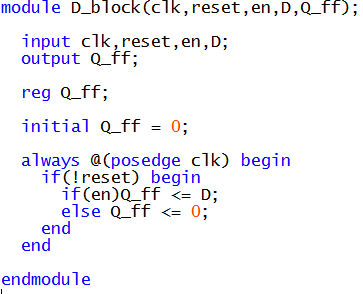 module D_block(clk,reset,en,D,Q_ff);
input clk,reset,en,D;
output Q_ff;
reg Q_ff;
initial Q_ff = 0;
always @(posedge clk) begin
if(!reset) begin
if(en)Q_ff <= D;
else Q_ff <= 0;
end
end
endmodule